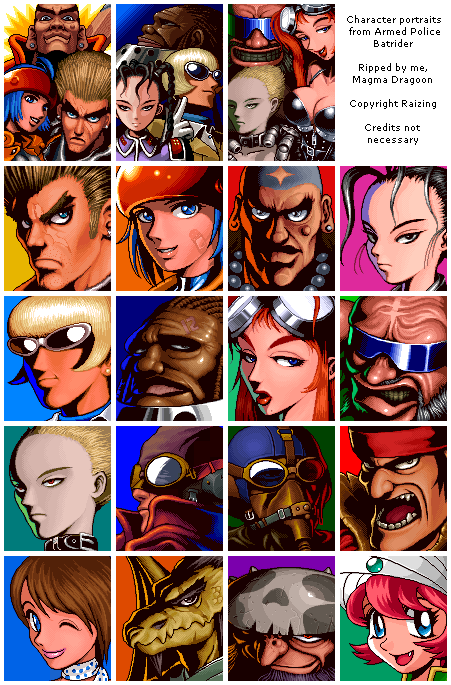 Character portraits
from Armed Police
Batrider
Ripped by me,
Magma Dragoon
Copyright Raizing
Credits not
necessary